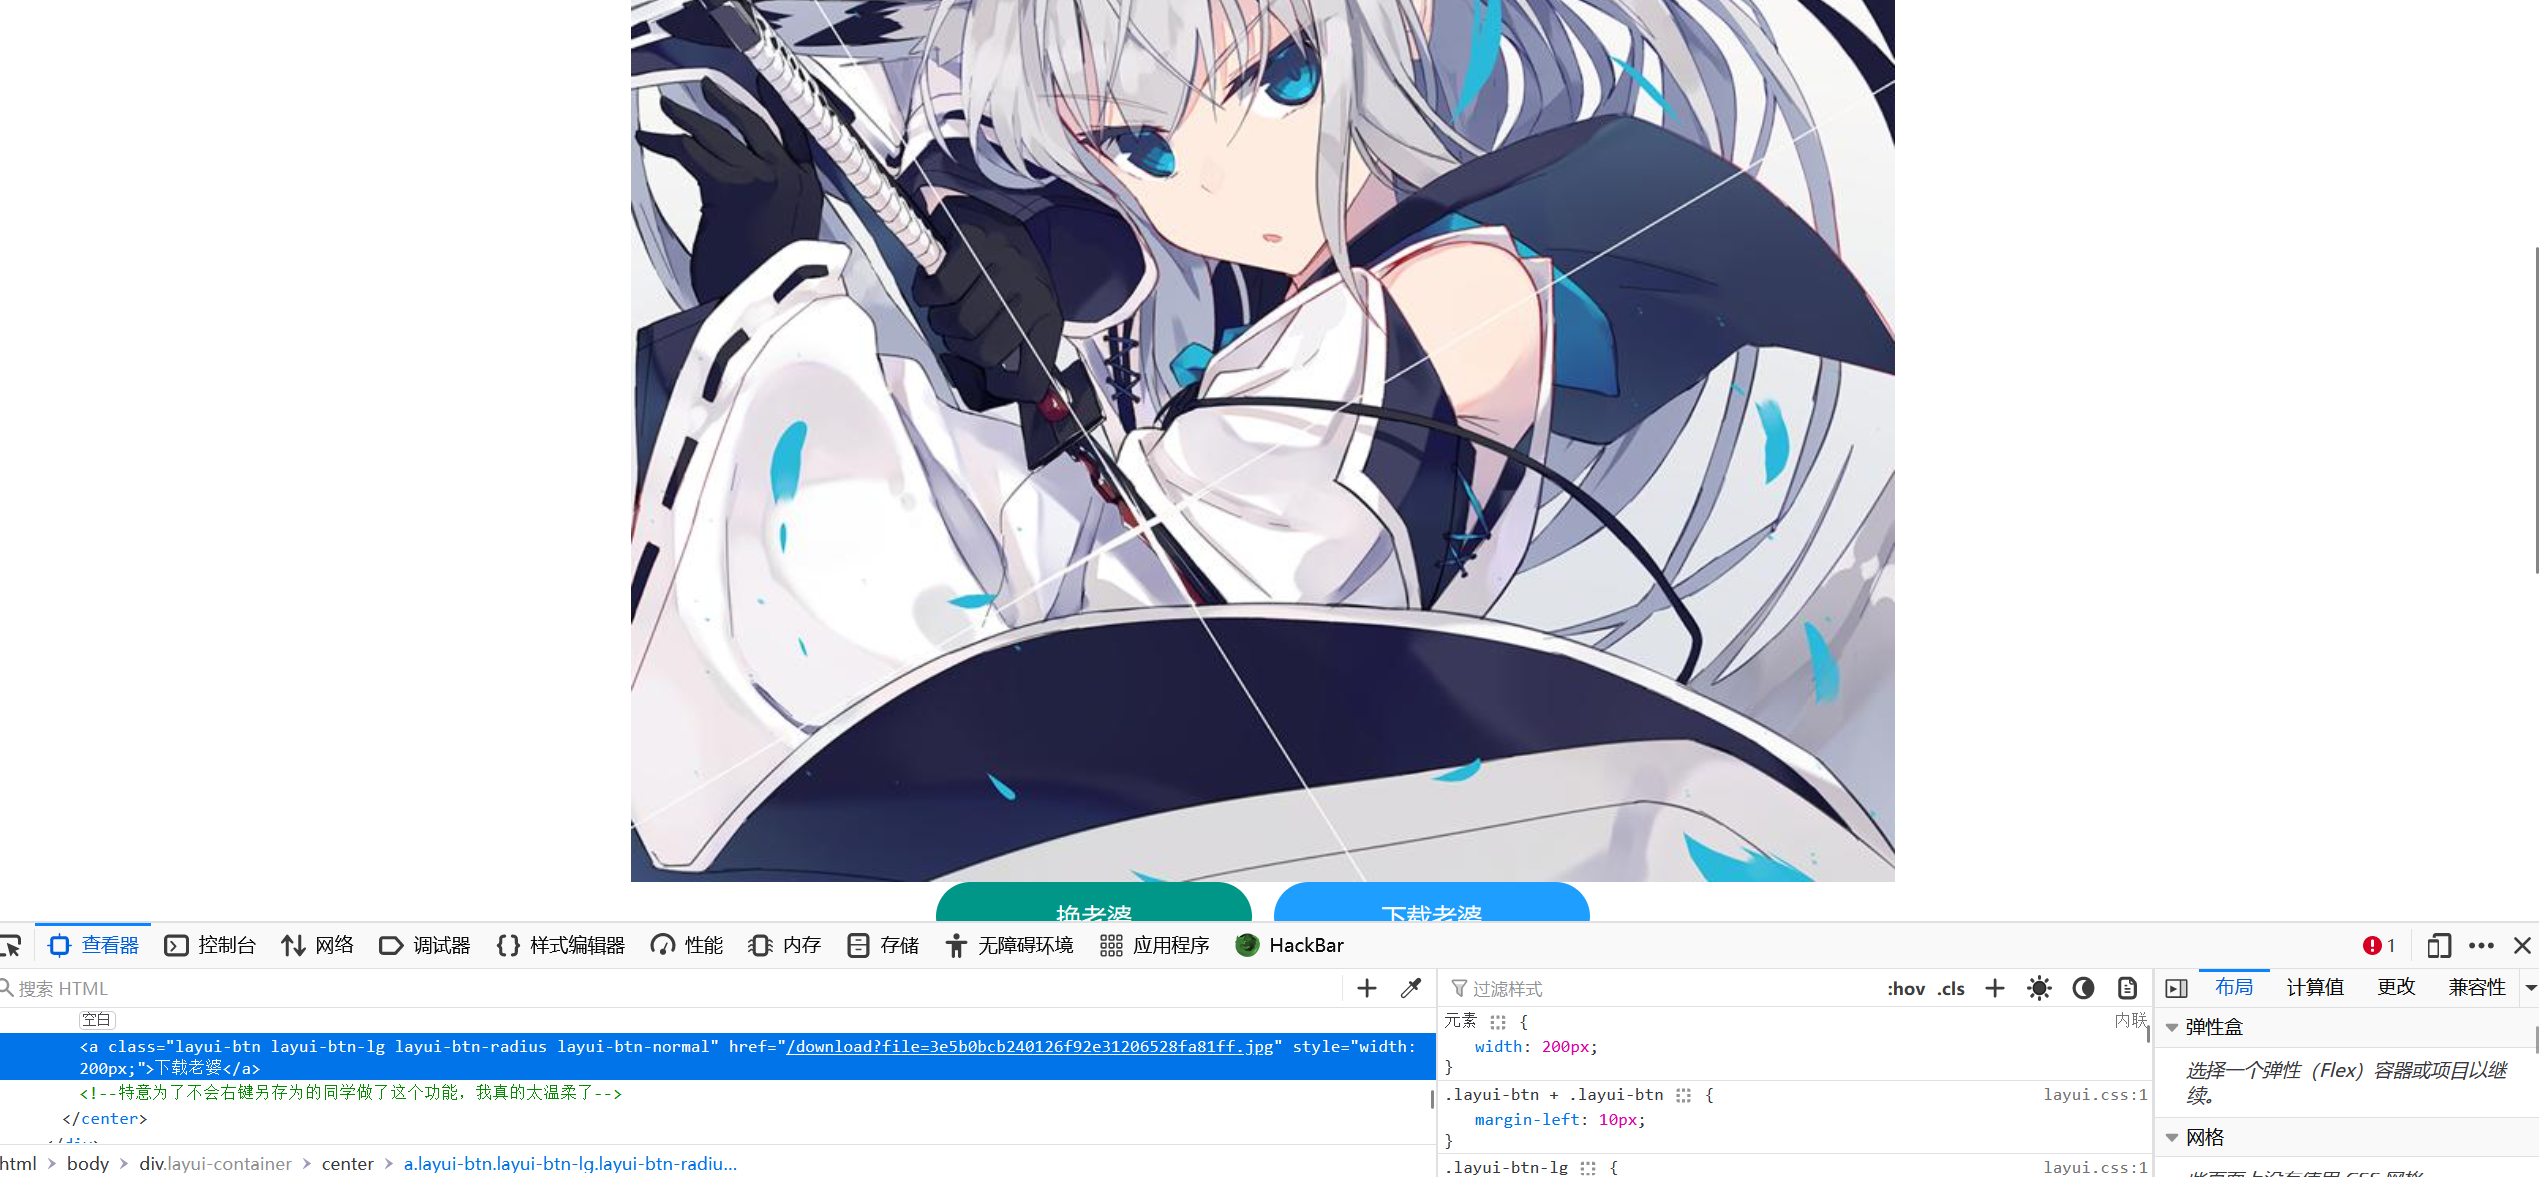 换老婆 下载老婆
查看器 控制台 网络 调试器 样式编辑器 性能 内存 存储 无障碍环境 应用程序 HackBar 1
搜索 HTML
空白
<a class="layui-btn layui-btn-lg layui-btn-radius layui-btn-normal" href="/download?file=3e5b0bcb240126f92e31206528fa81ff.jpg" style="width:
200px;">下载老婆</a>
<!--特意为了不会右键另存为的同学做了这个功能，我真的太温柔了-->
</center>
</div>
html body div.layui-container center a.layui-btn.layui-btn-lg.layui-btn-radiu...
过滤样式 :hov .cls
元素 { 内联
width: 200px;
}
.layui-btn + .layui-btn { layui.css:1
margin-left: 10px;
}
.layui-btn-lg { layui.css:1
布局 计算值 更改 兼容性
弹性盒
选择一个弹性（Flex）容器或项目以继
续。
网格